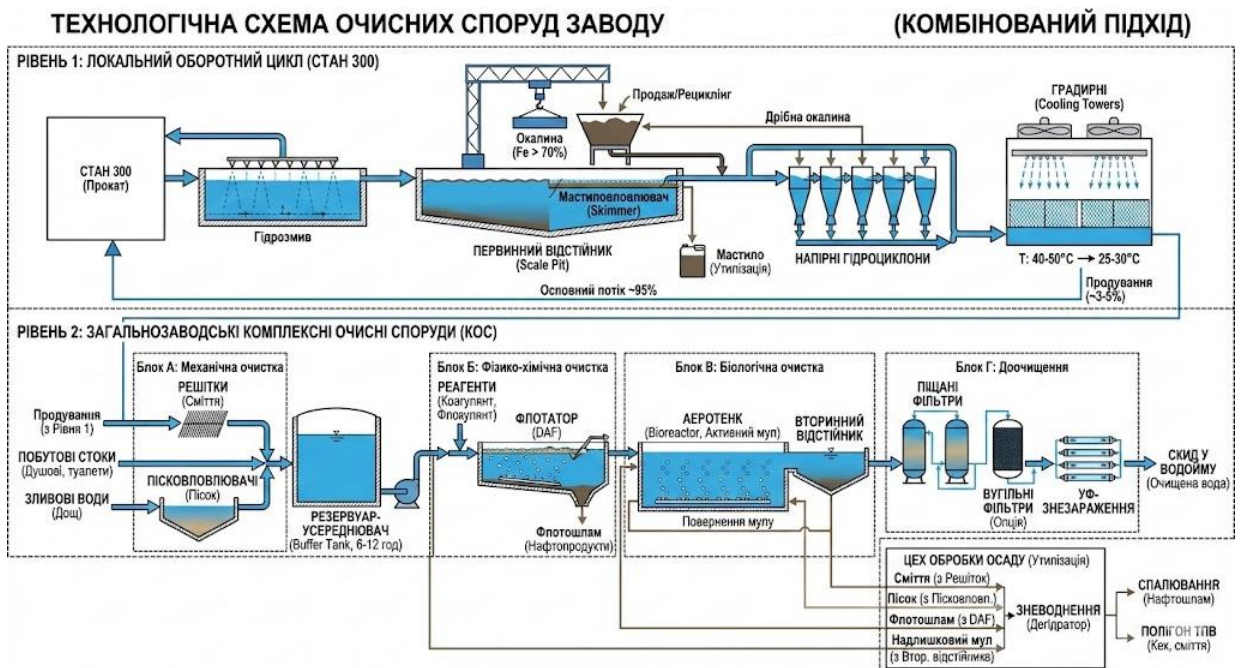 ТЕХНОЛОГІЧНА СХЕМА ОЧИСНИХ СПОРУД ЗАВОДУ (КОМБІНОВАНИЙ ПІДХІД)
РІВЕНЬ 1: ЛОКАЛЬНИЙ ОБОРОТНИЙ ЦИКЛ (СТАН 300)
СТАН 300
(Прокат)
Гідрозмив
Окалина
(Fe > 70%)
Продаж/Рециклінг
Дрібна окалина
Мастиловповлювач
(Skimmer)
ПЕРВИННИЙ ВІДСТІЙНИК
(Scale Pit)
Мастило
(Утилізація)
НАПІРНІ ГІДРОЦИКЛОНИ
ГРАДИРНІ
(Cooling Towers)
T: 40-50°C → 25-30°C
Продування
(~3-5%)
Основний потік ~95%
РІВЕНЬ 2: ЗАГАЛЬНОЗАВОДСЬКІ КОМПЛЕКСНІ ОЧИСНІ СПОРУДИ (КОС)
Блок А: Механічна очистка
РЕШІТКИ
(Сміття)
Продування
(з Рівня 1)
ПОБУТОВІ СТОКИ
(Душові, туалети)
ЗЛИВОВІ ВОДИ
(Дощ)
ПІСКОВЛОВЛЮВАЧІ
(Пісок)
РЕЗЕРВУАР-
УСЕРЕДНЮВАЧ
(Buffer Tank, 6-12 год)
Блок Б: Фізико-хімічна очистка
РЕАГЕНТИ
(Коагулянт,
Флокулянт)
ФЛОТАТОР
(DAF)
Флотошлам
(Нафтопродукти)
Блок В: Біологічна очистка
АЕРОТЕНК
(Bioreactor, Активний мул)
ВТОРИННИЙ
ВІДСТІЙНИК
Повернення мулу
Блок Г: Доочищення
ПІЩАНІ
ФІЛЬТРИ
ВУГІЛЬНІ
ФІЛЬТРИ
(Опція)
УФ-
ЗНЕЗАРАЖЕННЯ
СКИД У
ВОДОЙМУ
(Очищена вода)
ЦЕХ ОБРОБКИ ОСАДУ (Утилізація)
Сміття (з Решіток)
Пісок (з Пісковловл.)
Флотошлам (з DAF)
Надлишковий мул
(з Втор. відстійникв)
ЗНЕВОДНЕННЯ
(Дегідратор)
СПАЛЮВАННЯ
(Нафтошлам)
ПОПІГОН ТПВ
(Кек, сміття)